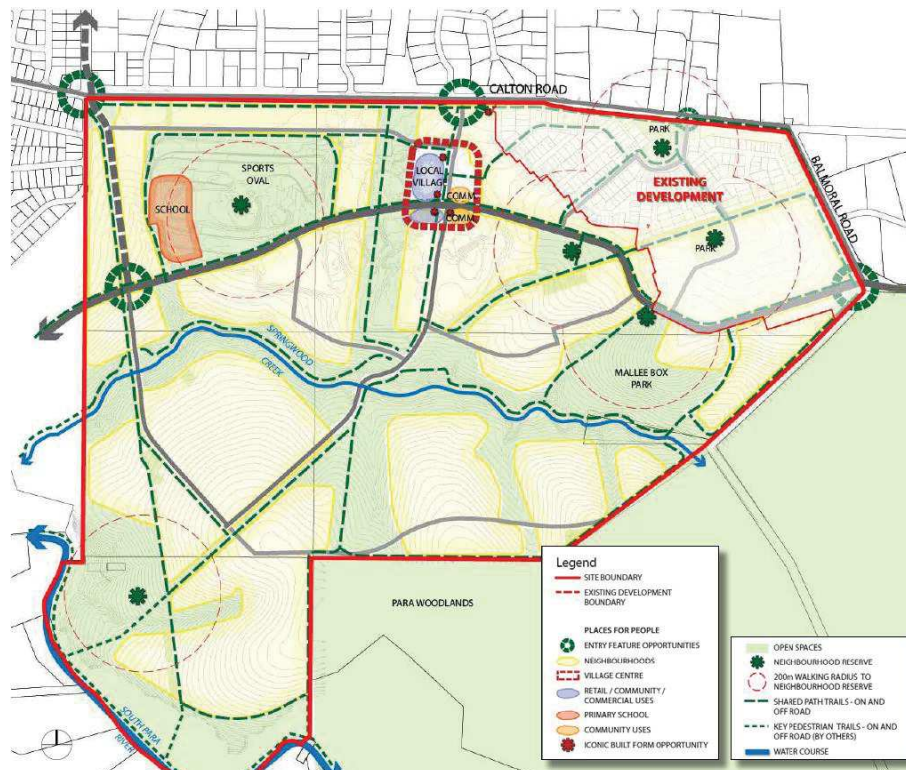 CALTON ROAD
BALMORAL ROAD
PARK
EXISTING
DEVELOPMENT
PARK
SPORTS
OVAL
SCHOOL
LOCAL
VILLAG
COMM
COMM
SPRINGWOOD
CREEK
MALLEE BOX
PARK
PARA WOODLANDS
SOUTH PARA
RIVER
Legend
SITE BOUNDARY
EXISTING DEVELOPMENT
BOUNDARY
PLACES FOR PEOPLE
ENTRY FEATURE OPPORTUNITIES
NEIGHBOURHOODS
VILLAGE CENTRE
RETAIL / COMMUNITY /
COMMERCIAL USES
PRIMARY SCHOOL
COMMUNITY USES
ICONIC BUILT FORM OPPORTUNITY
OPEN SPACES
NEIGHBOURHOOD RESERVE
200m WALKING RADIUS TO
NEIGHBOURHOOD RESERVE
SHARED PATH TRAILS - ON AND
OFF ROAD
KEY PEDESTRIAN TRAILS - ON AND
OFF ROAD (BY OTHERS)
WATER COURSE